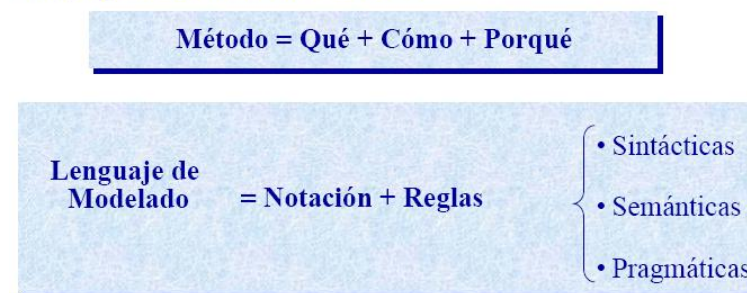 Método = Qué + Cómo + Porqué
Lenguaje de
Modelado = Notación + Reglas
• Sintácticas
• Semánticas
• Pragmáticas